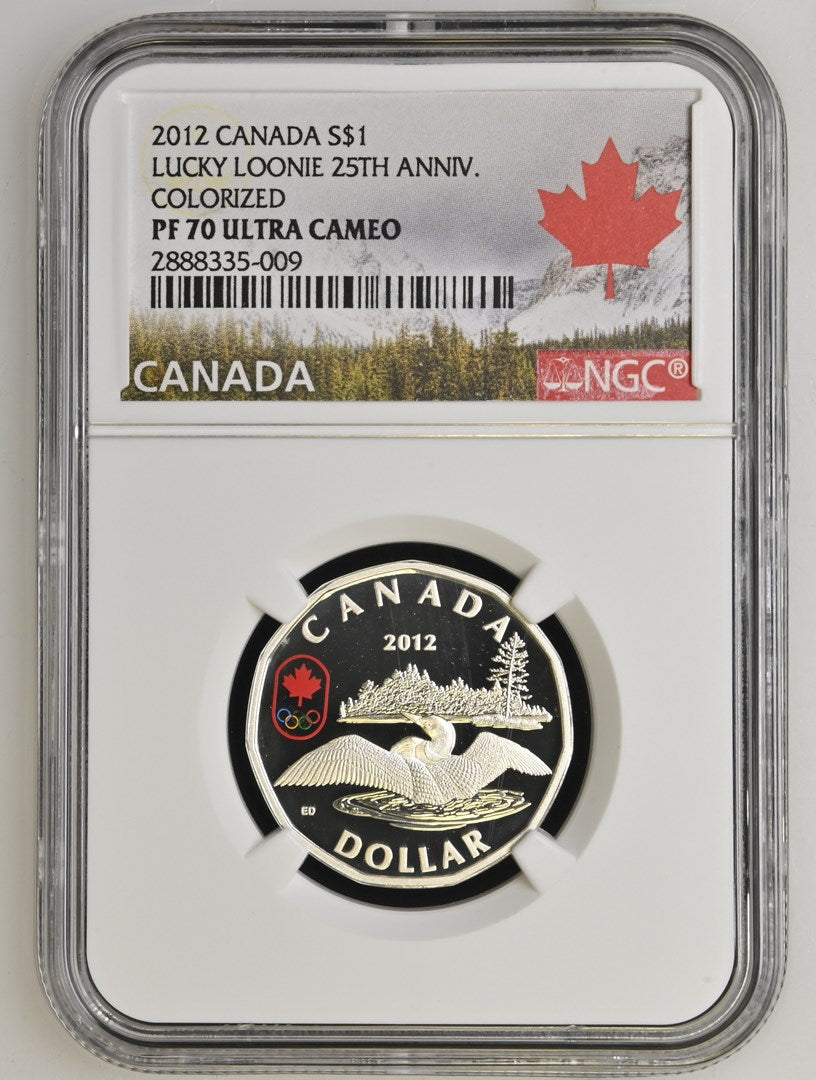 2012 CANADA S$1
LUCKY LOONIE 25TH ANNIV.
COLORIZED
PF 70 ULTRA CAMEO
2888335-009
CANADA
NGC®
CANADA
2012
ED
DOLLAR